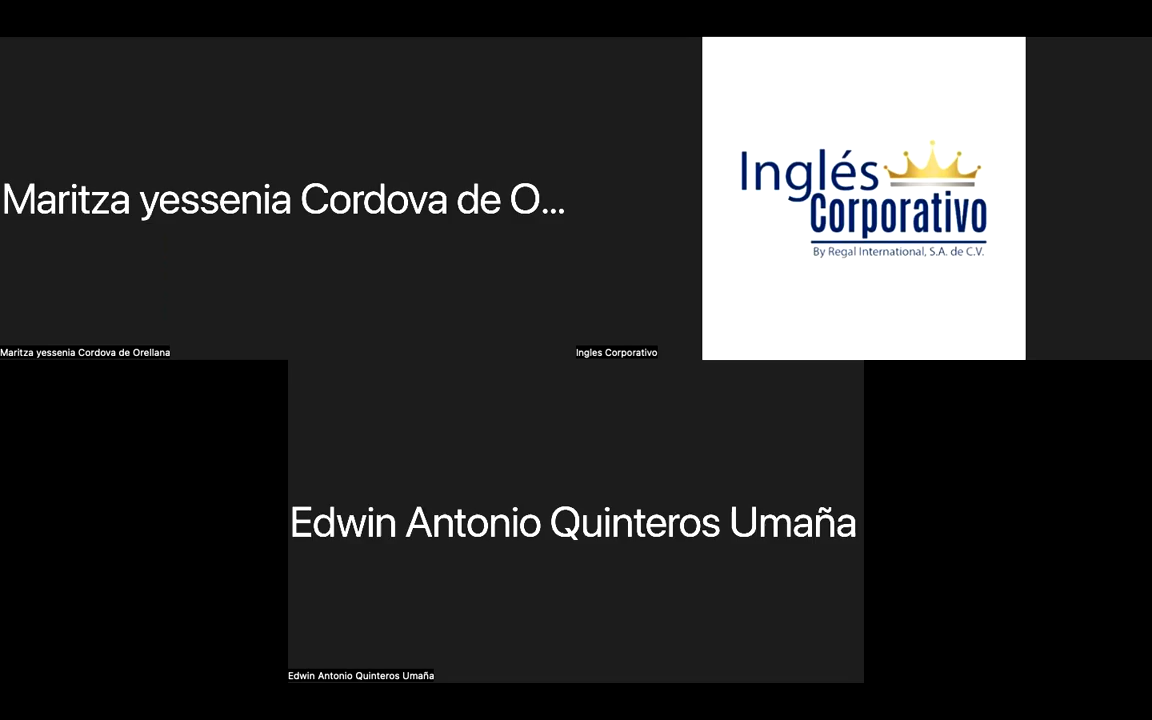 Maritza yessenia Cordova de O...
Inglés
Corporativo
By Regal International, S.A. de C.V.
Maritza yessenia Cordova de Orellana
Ingles Corporativo
Edwin Antonio Quinteros Umaña
Edwin Antonio Quinteros Umaña